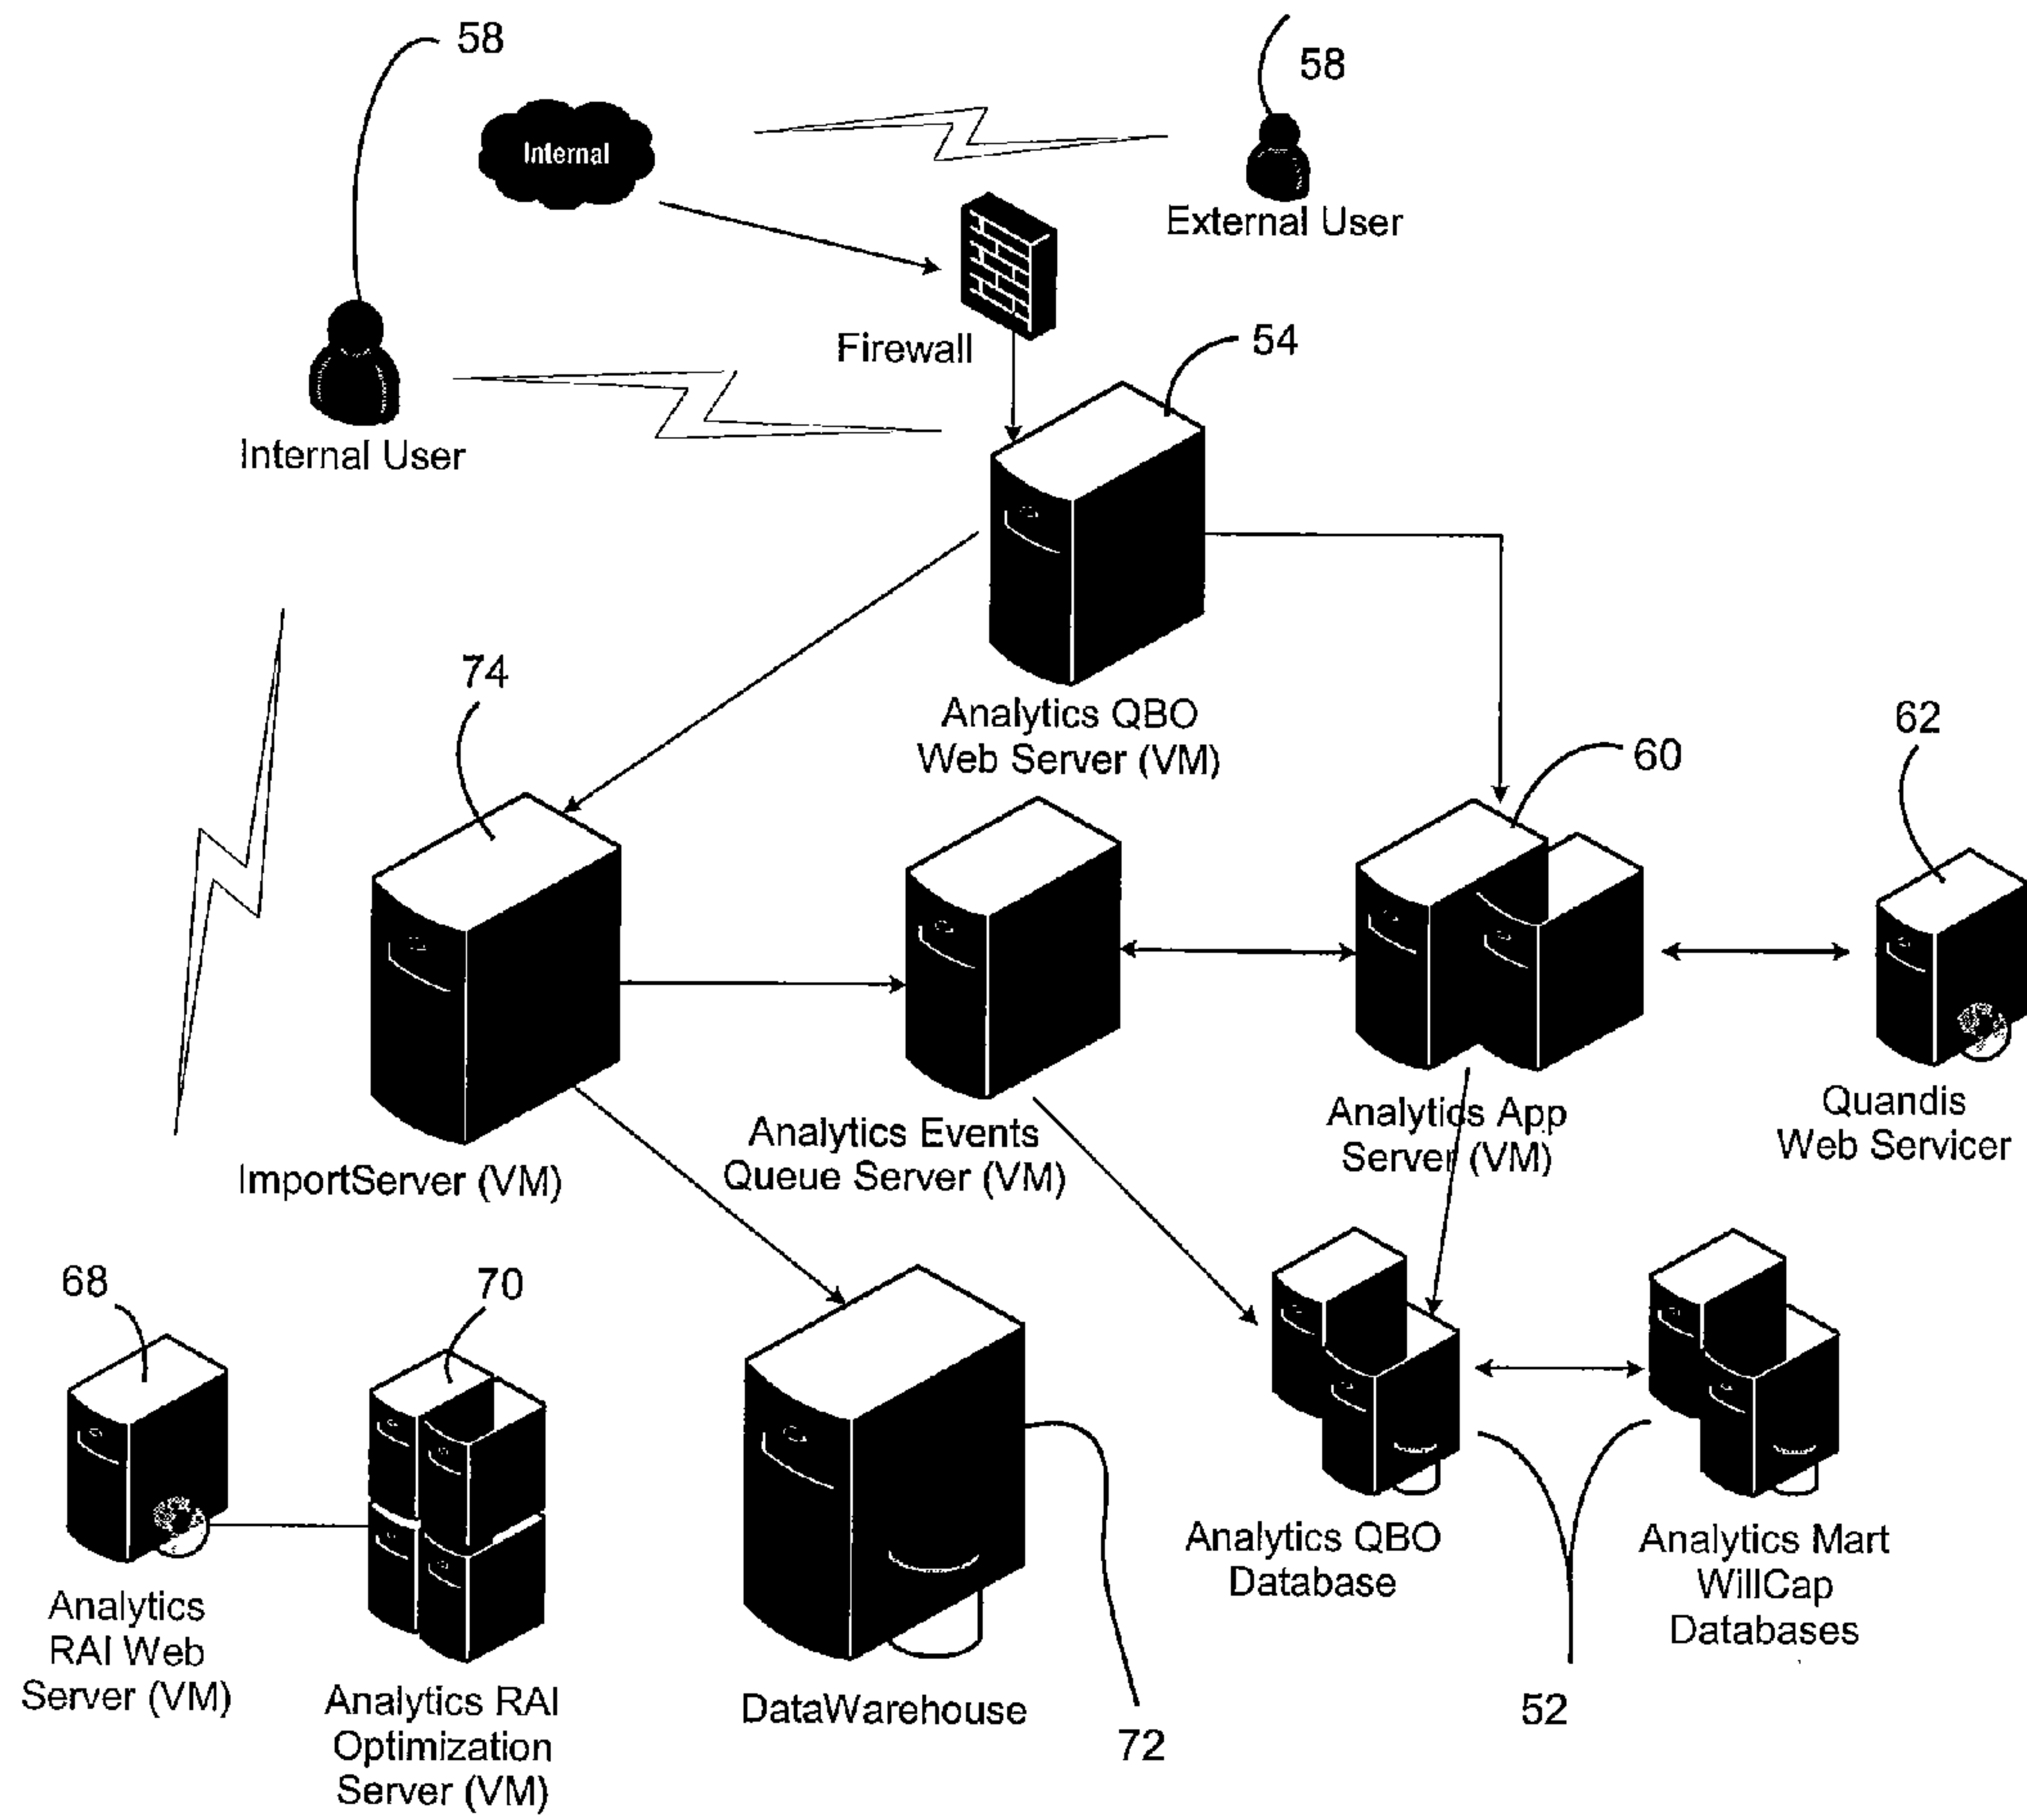 58
58
Internal
External User
Firewall
54
Internal User
74
Analytics QBO
Web Server (VM)
62
60
Analytics Events
Queue Server (VM)
Analytics App
Server (VM)
Quandis
Web Servicer
ImportServer (VM)
68
70
Analytics QBO
Database
Analytics Mart
WillCap
Databases
Analytics
RAI Web
Server (VM)
Analytics RAI
Optimization
Server (VM)
DataWarehouse
72
52